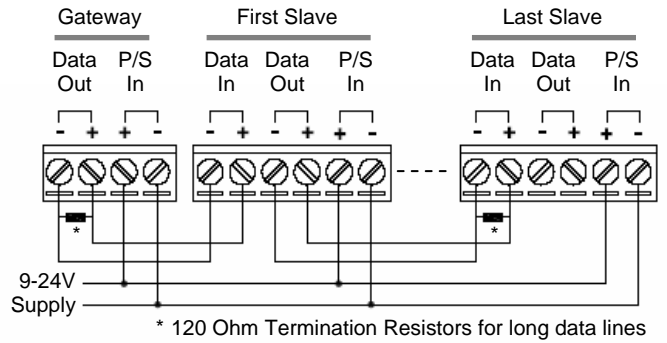 Gateway First Slave Last Slave
Data Out P/S In Data In Data Out P/S In Data In Data Out P/S In
- + + - - + - + + - - + - + + -
* *
9-24V
Supply
* 120 Ohm Termination Resistors for long data lines